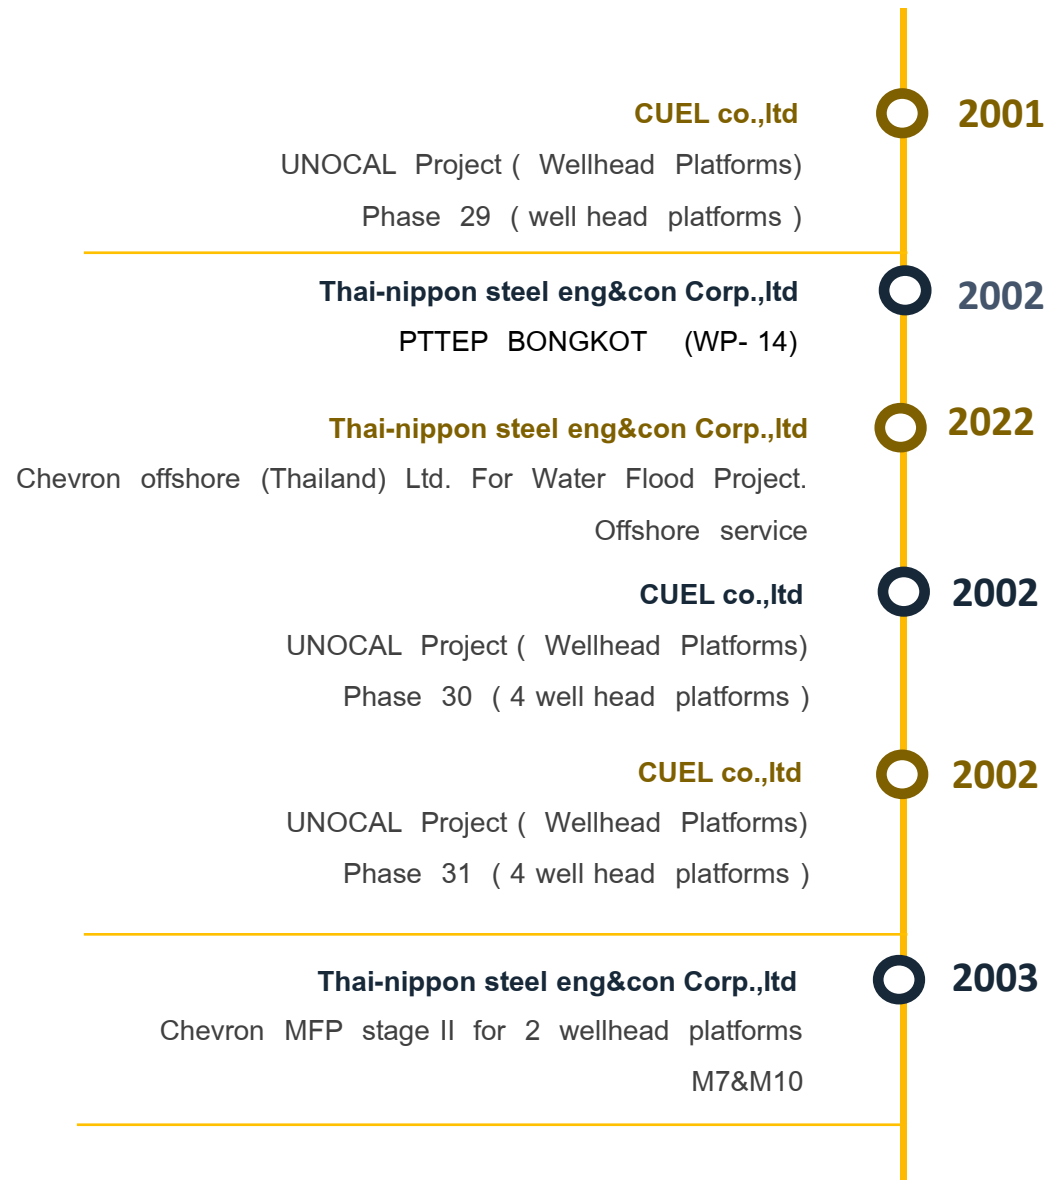 CUEL co.,ltd
2001
UNOCAL Project ( Wellhead Platforms)
Phase 29 ( well head platforms )
Thai-nippon steel eng&con Corp.,ltd
2002
PTTEP BONGKOT (WP- 14)
Thai-nippon steel eng&con Corp.,ltd
2022
Chevron offshore (Thailand) Ltd. For Water Flood Project.
Offshore service
CUEL co.,ltd
2002
UNOCAL Project ( Wellhead Platforms)
Phase 30 ( 4 well head platforms )
CUEL co.,ltd
2002
UNOCAL Project ( Wellhead Platforms)
Phase 31 ( 4 well head platforms )
Thai-nippon steel eng&con Corp.,ltd
2003
Chevron MFP stage II for 2 wellhead platforms
M7&M10